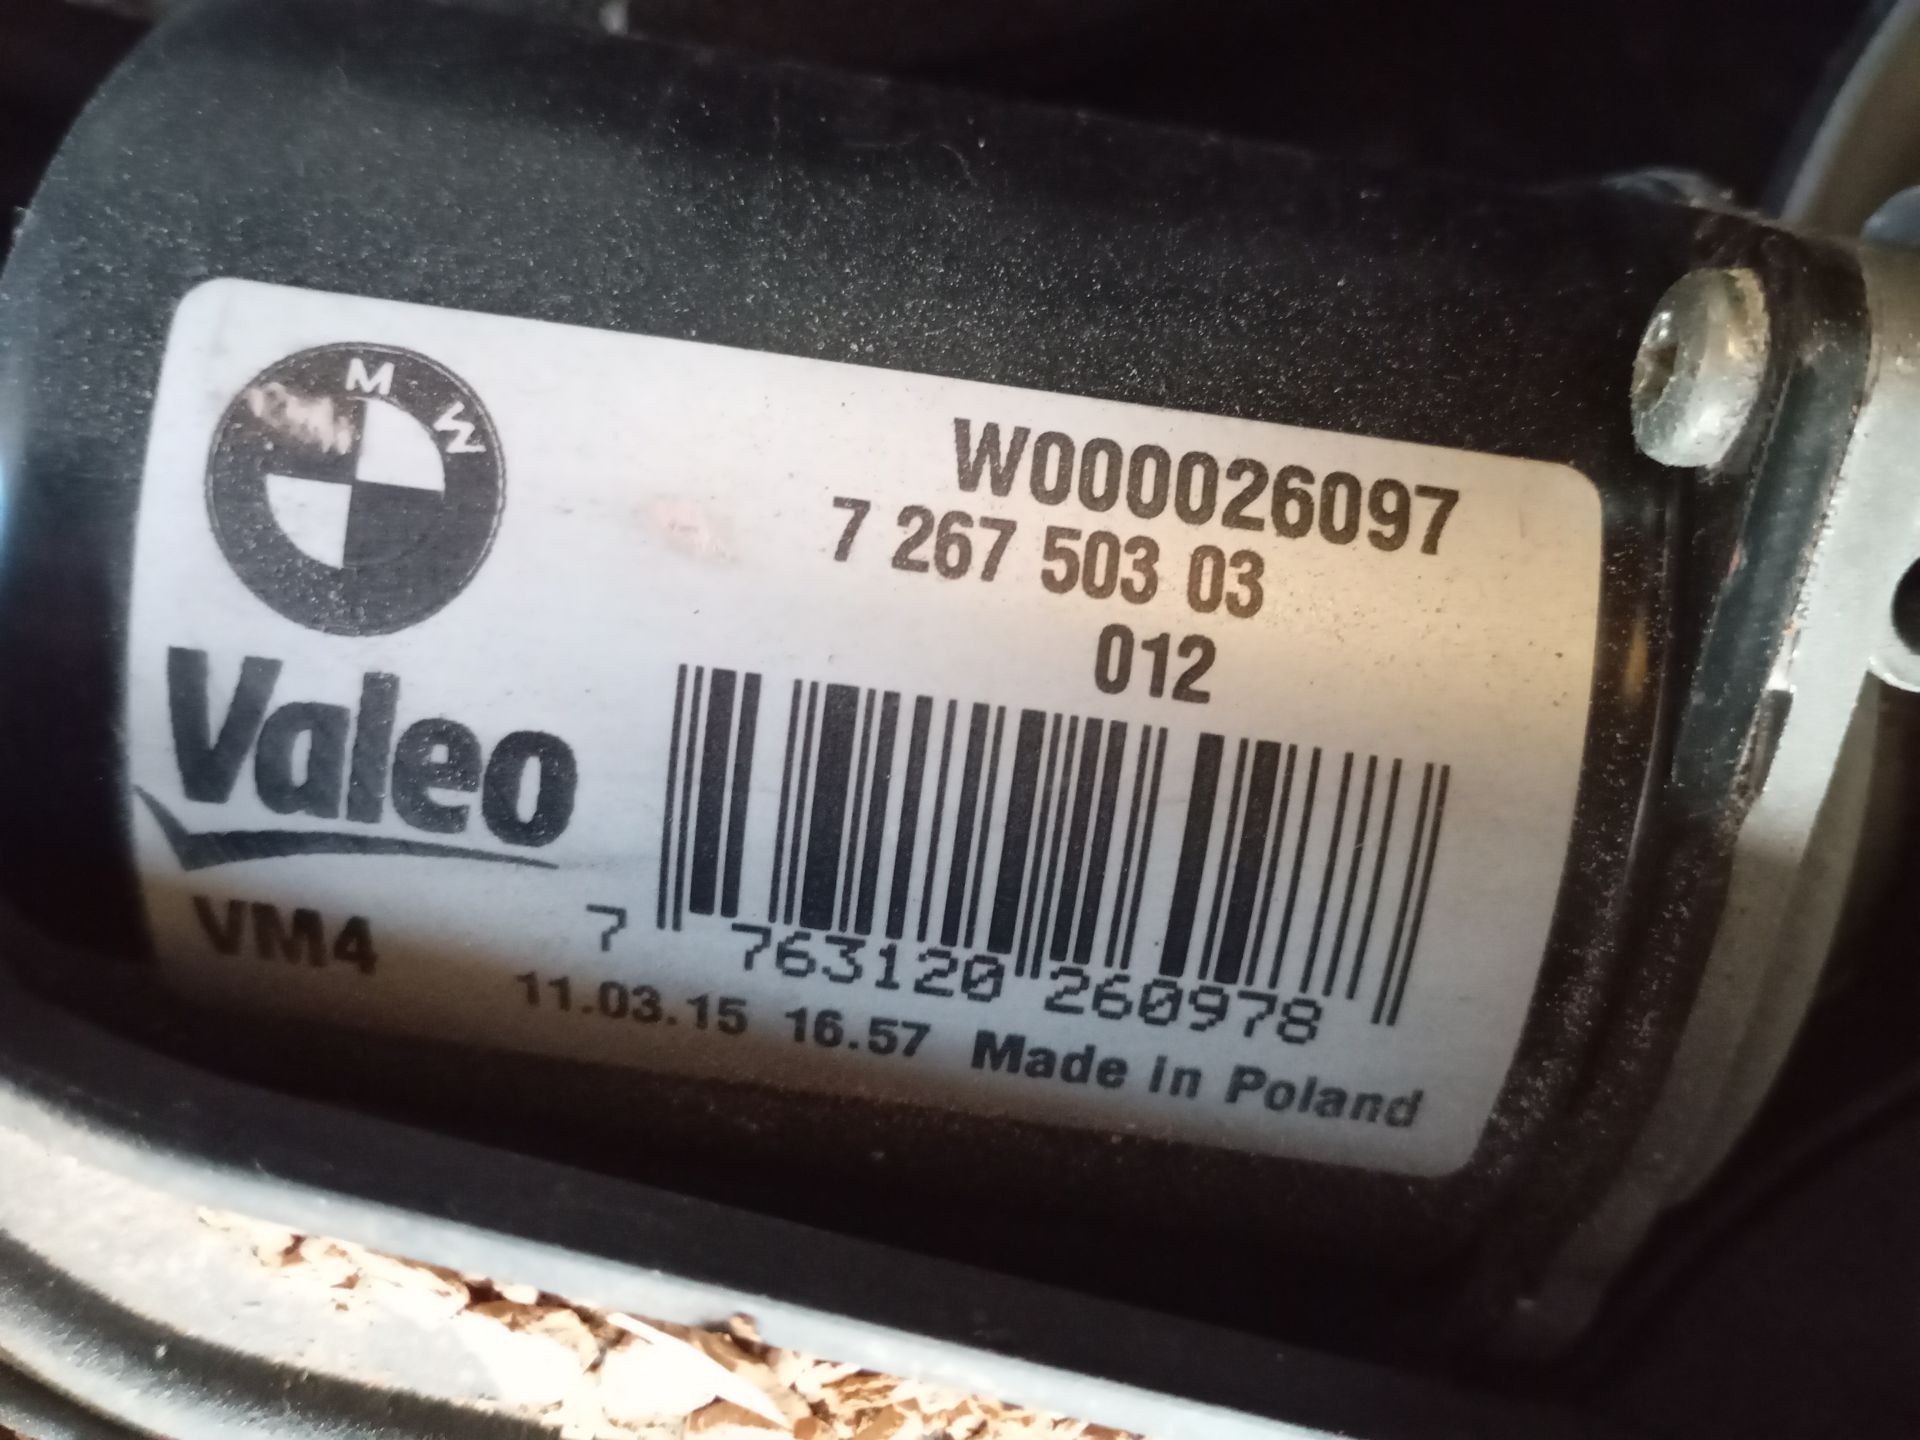 MW
W000026097
7 267 503 03
012
Valeo
VM4
7 763120 260978
11.03.15 16.57 Made in Poland